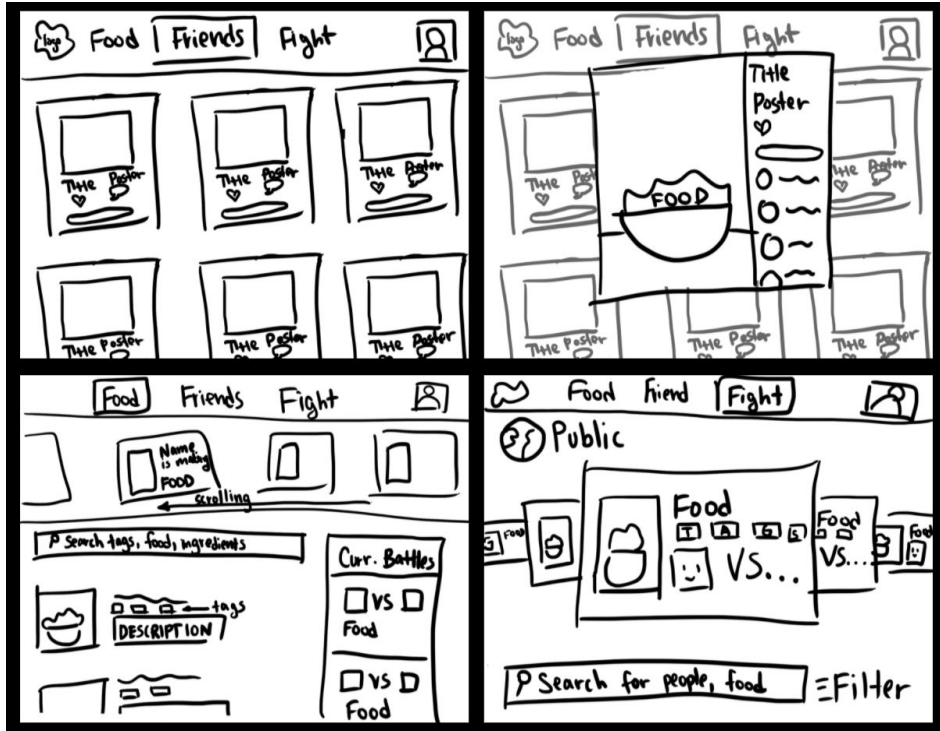 logo Food Friends Fight
Title Poster Title Poster Title Poster
Title Poster Title Poster Title Poster
logo Food Friends Fight
Title
Poster
FOOD
Title Post
Title
Title Poster Title Poster Title Poster
Food Friends Fight
Name
is making
FOOD
scrolling
Search tags, food, ingredients
Curr. Battles
tags
DESCRIPTION
VS
Food
VS
Food
Food Friend Fight
Public
Food
T A G S
VS...
Food
Food
VS...
Food
Search for people, food
Filter